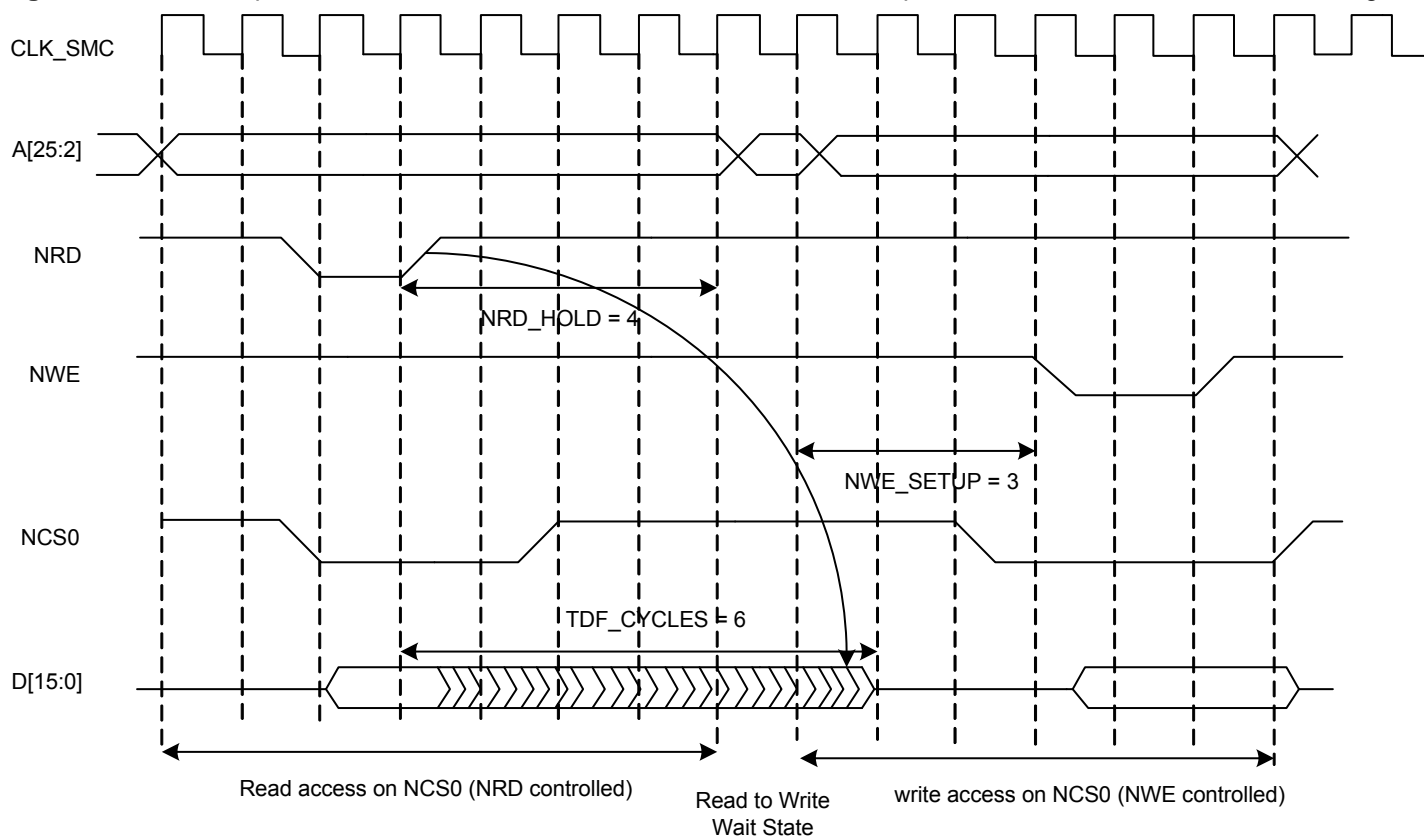 CLK_SMC
A[25:2]
NRD
NRD_HOLD = 4
NWE
NWE_SETUP = 3
NCS0
TDF_CYCLES = 6
D[15:0]
Read access on NCS0 (NRD controlled)
Read to Write
Wait State
write access on NCS0 (NWE controlled)